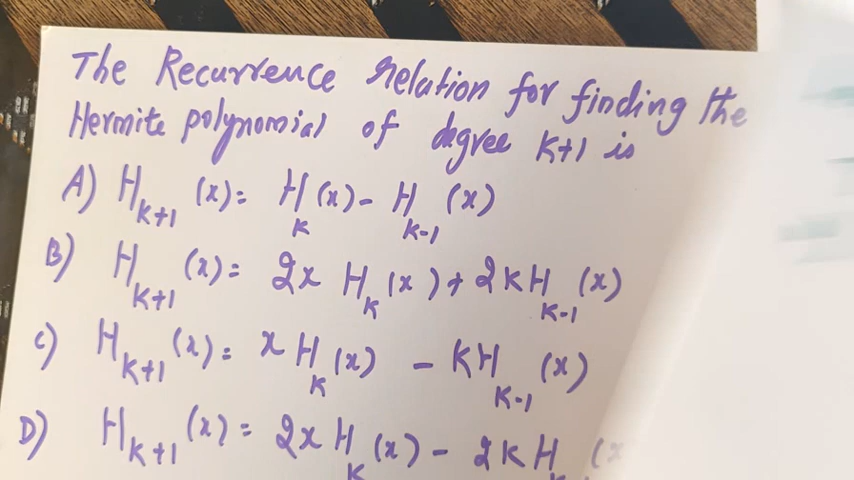 The Recurrence relation for finding the
Hermite polynomial of degree K+1 is
A) H_{K+1} (x) = H_K (x) - H_{K-1} (x)
B) H_{K+1} (x) = 2x H_K (x) + 2K H_{K-1} (x)
C) H_{K+1} (x) = x H_K (x) - K H_{K-1} (x)
D) H_{K+1} (x) = 2x H_K (x) - 2K H (x